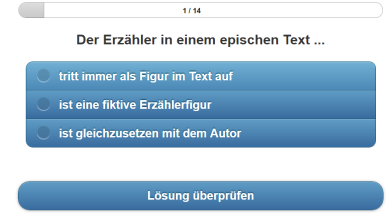 1 / 14
Der Erzähler in einem epischen Text ...
tritt immer als Figur im Text auf
ist eine fiktive Erzählerfigur
ist gleichzusetzen mit dem Autor
Lösung überprüfen